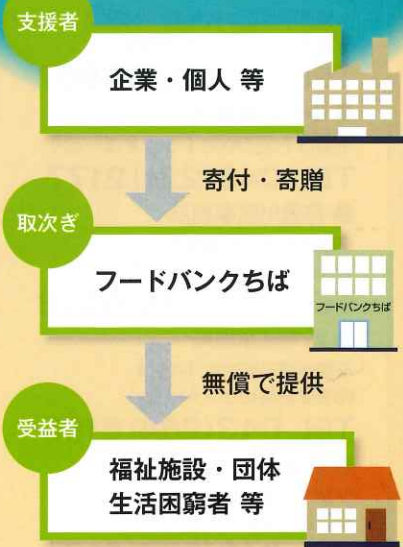 支援者
企業・個人 等
寄付・寄贈
取次ぎ
フードバンクちば
フードバンクちば
無償で提供
受益者
福祉施設・団体
生活困窮者 等